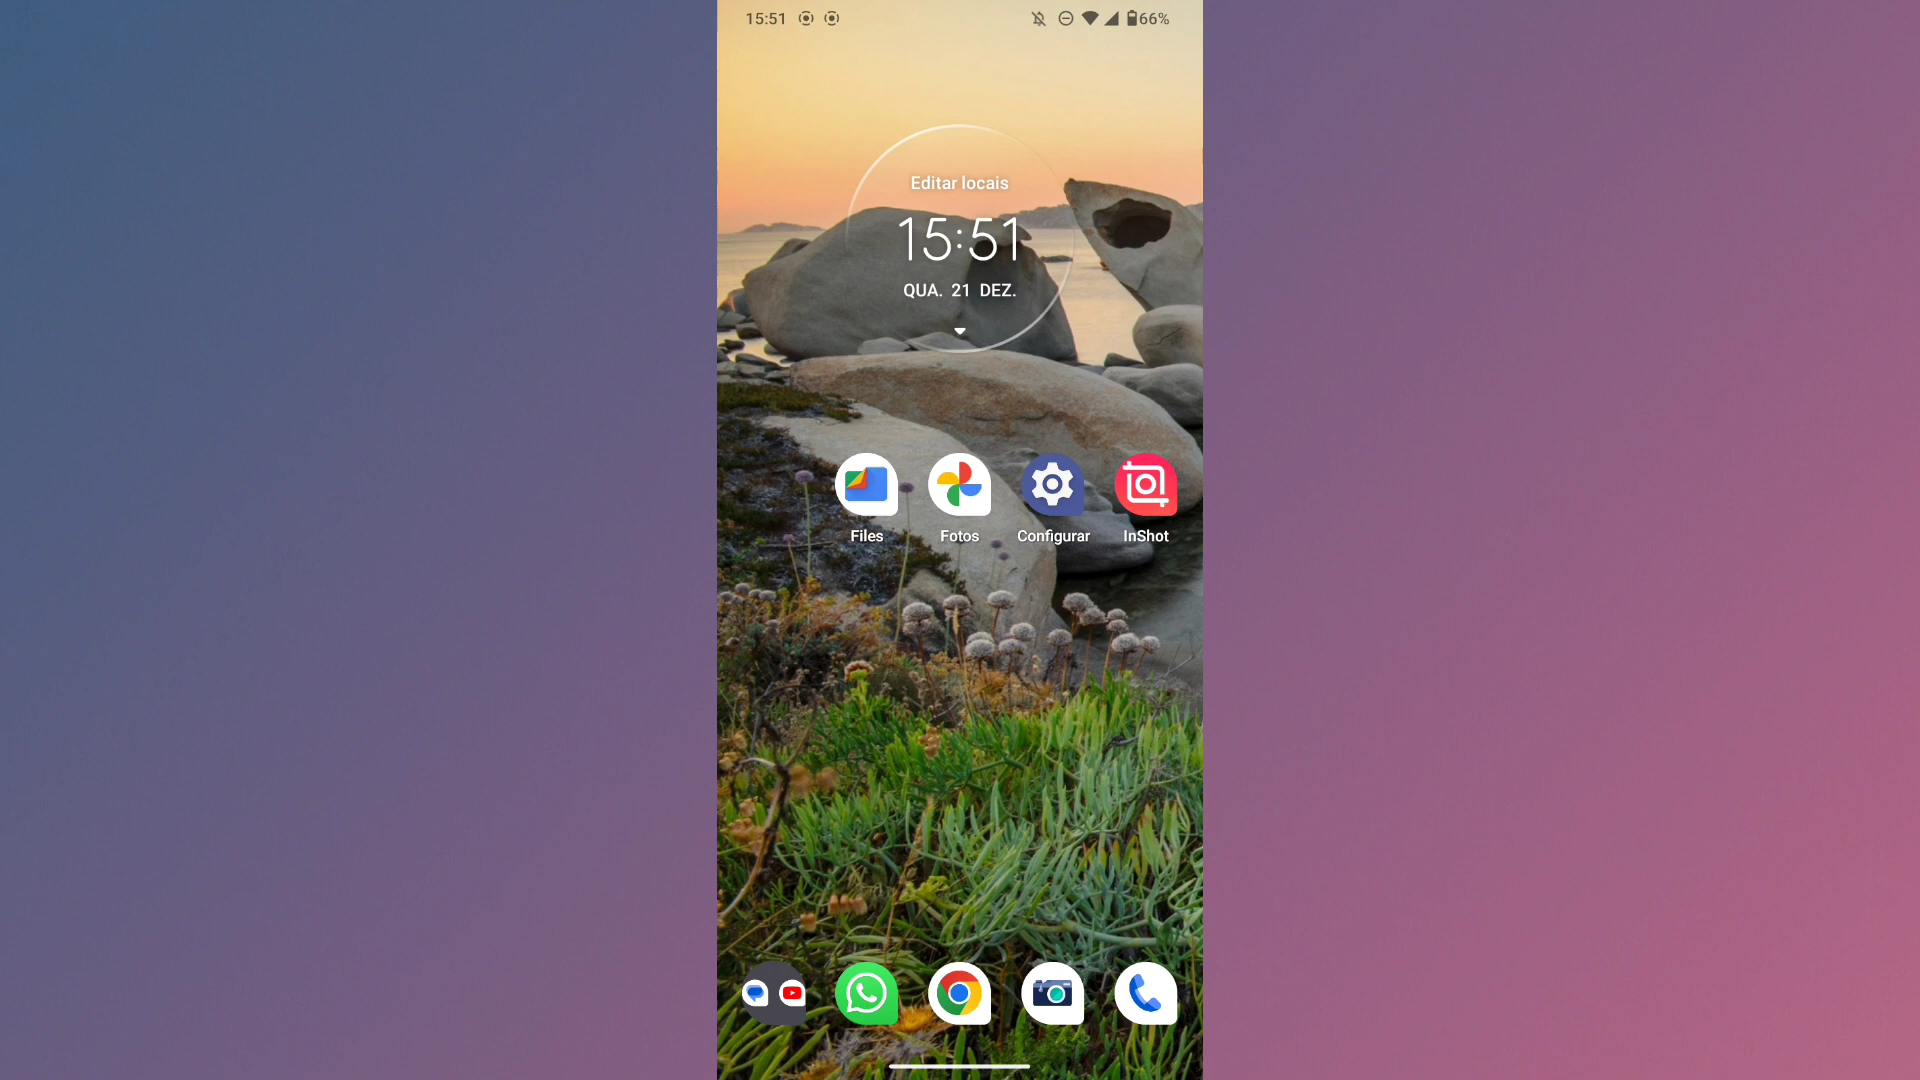 15:51 66%
Editar locais
15:51
QUA. 21 DEZ.
Files Fotos Configurar InShot